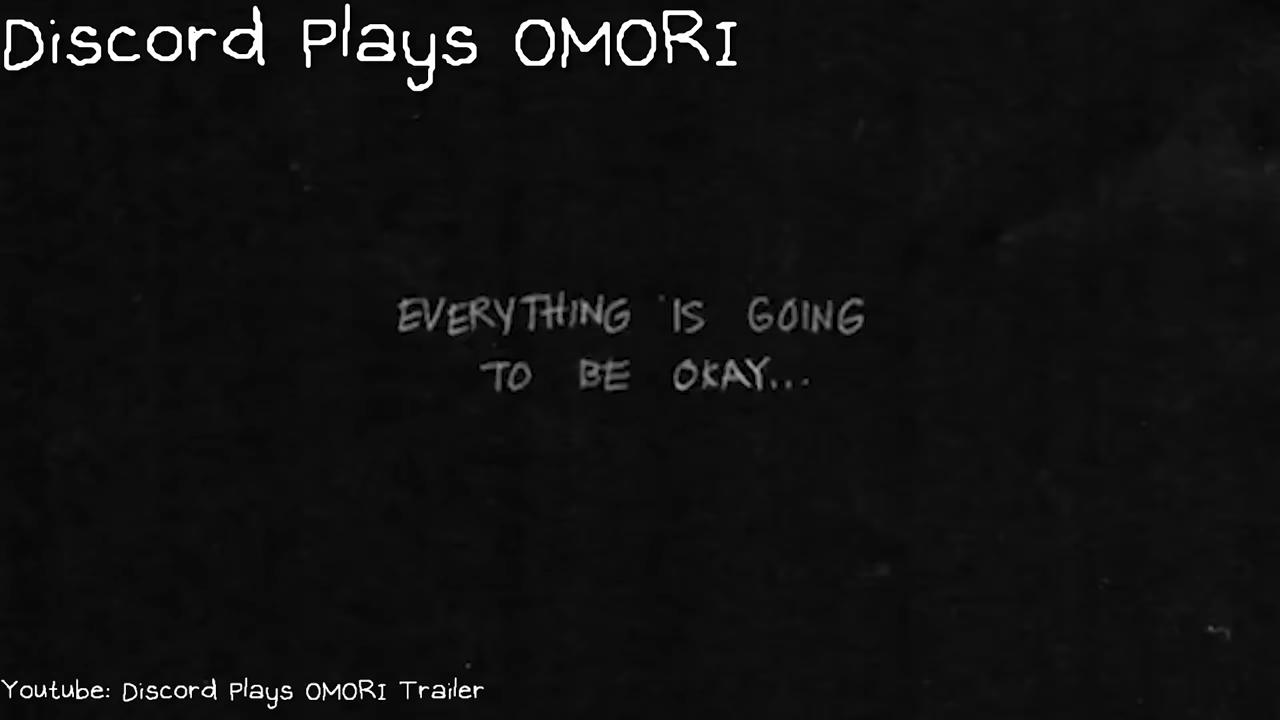 Discord Plays OMORI
EVERYTHING IS GOING
TO BE OKAY...
Youtube: Discord Plays OMORI Trailer